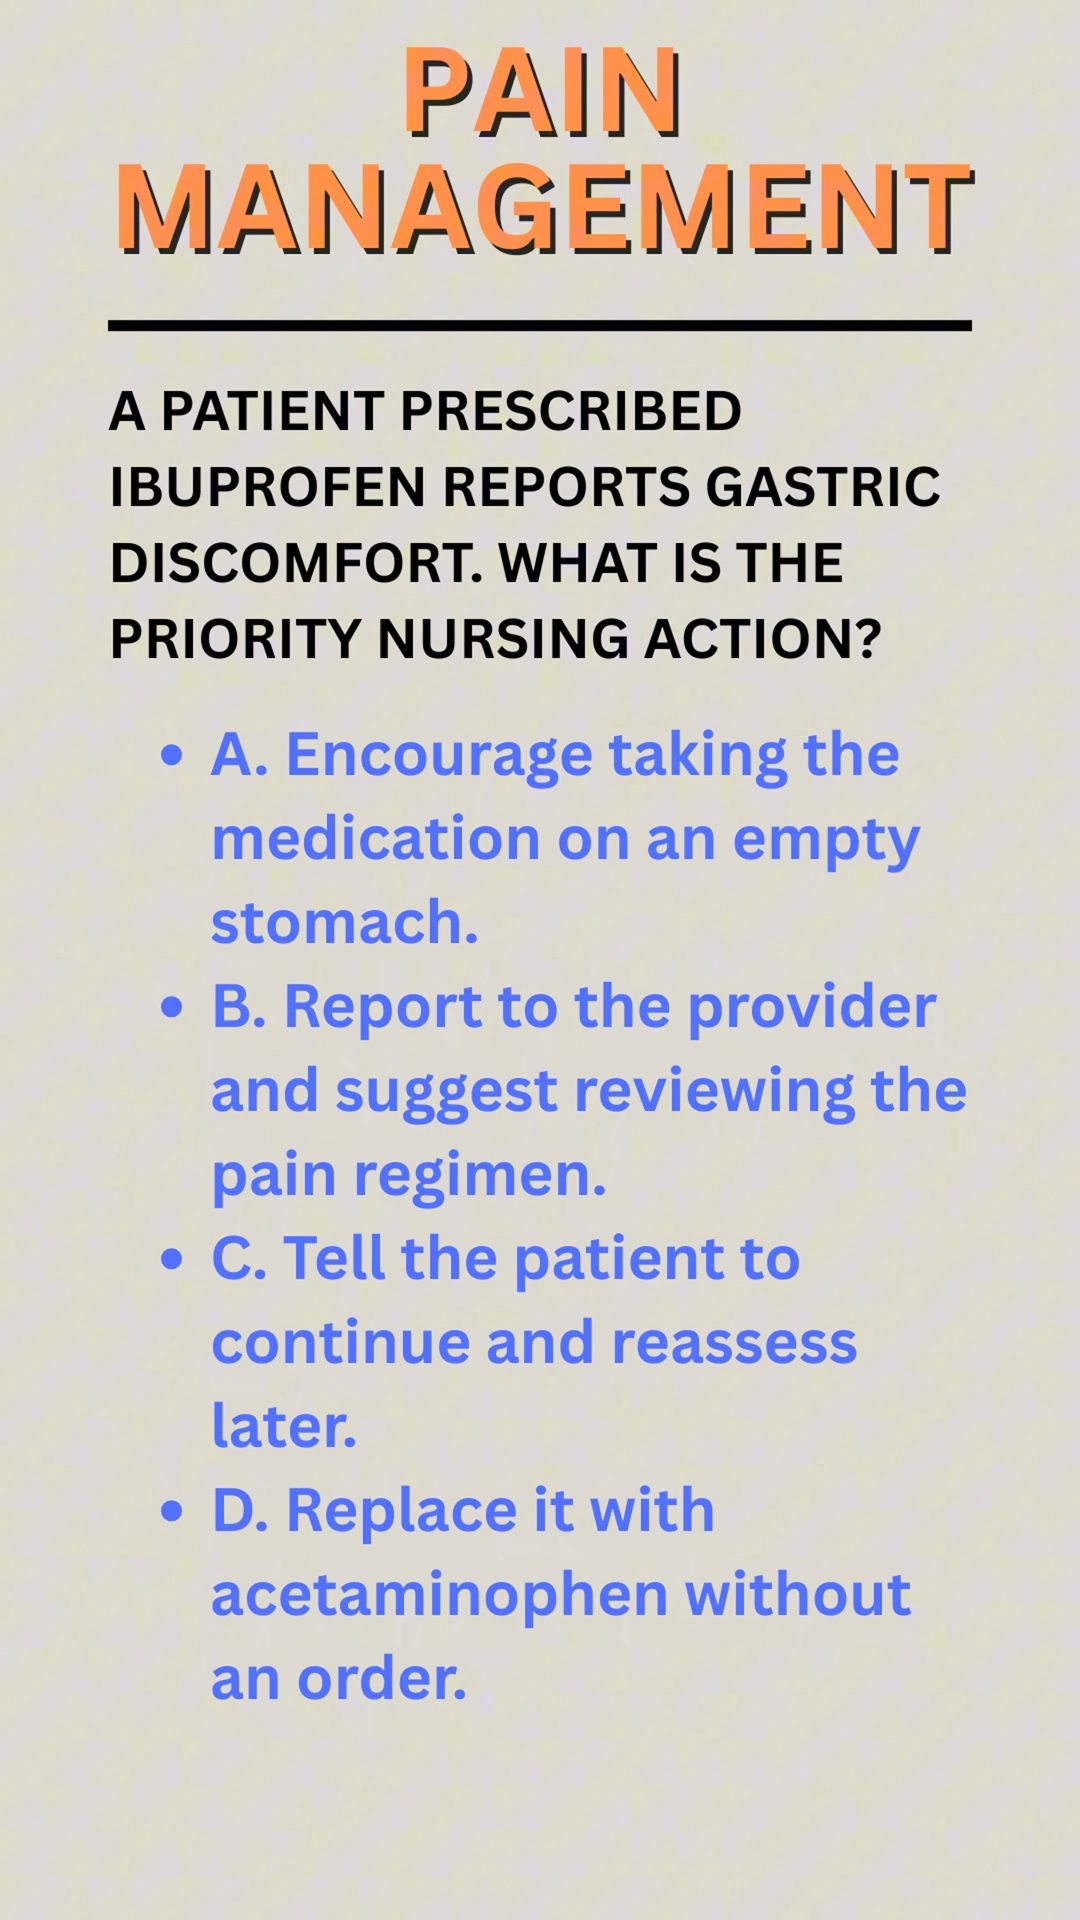 PAIN
MANAGEMENT
A PATIENT PRESCRIBED
IBUPROFEN REPORTS GASTRIC
DISCOMFORT. WHAT IS THE
PRIORITY NURSING ACTION?
• A. Encourage taking the
medication on an empty
stomach.
• B. Report to the provider
and suggest reviewing the
pain regimen.
• C. Tell the patient to
continue and reassess
later.
• D. Replace it with
acetaminophen without
an order.